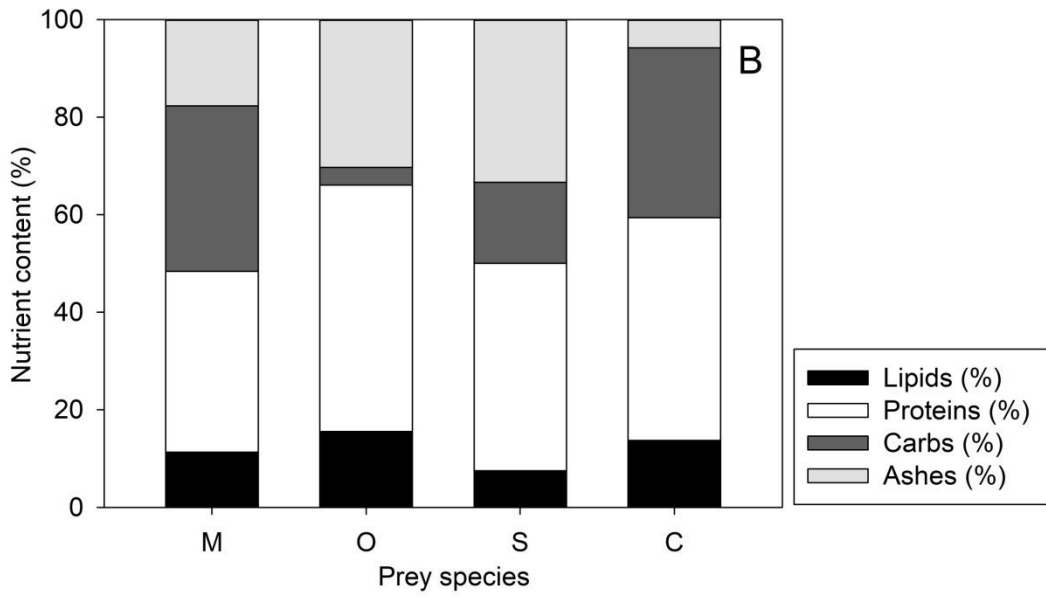 B
Nutrient content (%)
100
80
60
40
20
0
M O S C
Prey species
Lipids (%)
Proteins (%)
Carbs (%)
Ashes (%)